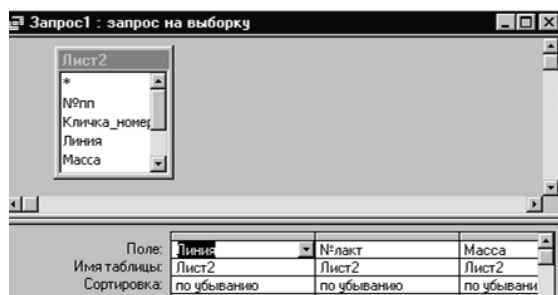 Запрос1 : запрос на выборку
Лист2
*
№пп
Кличка_номер
Линия
Масса
Поле: Линия №лакт Масса
Имя таблицы: Лист2 Лист2 Лист2
Сортировка: по убыванию по убыванию по убывани